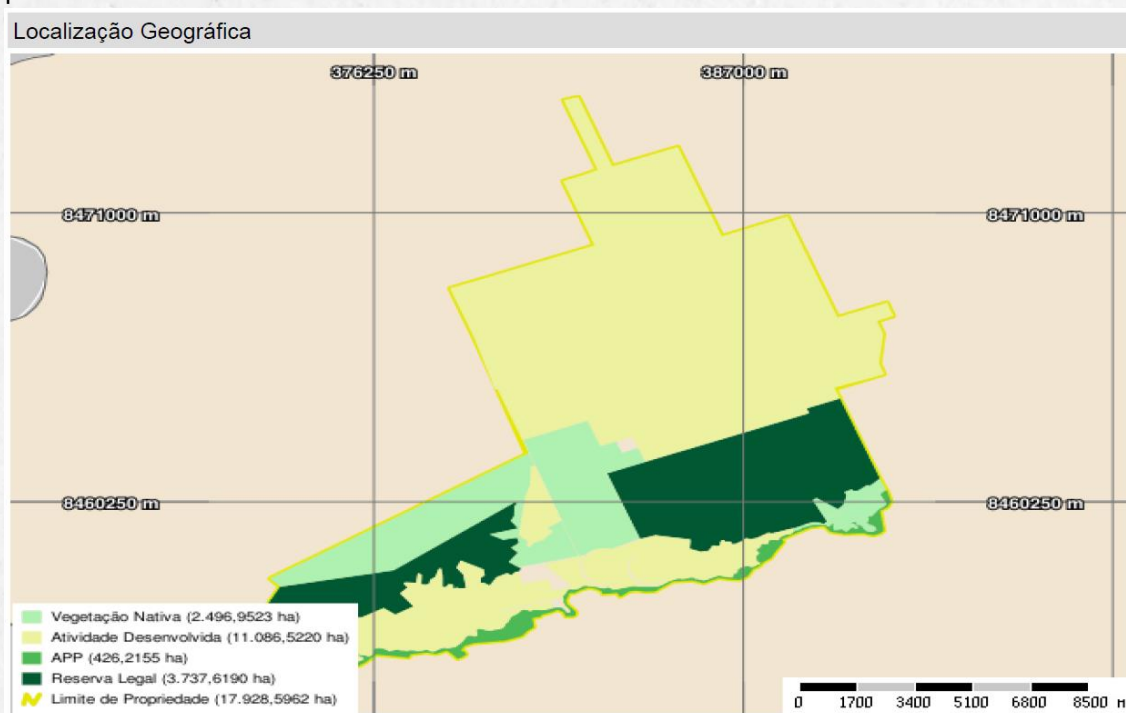 Localização Geográfica
376250 m 387000 m
8471000 m 8471000 m
8460250 m 8460250 m
Vegetação Nativa (2.496,9523 ha)
Atividade Desenvolvida (11.086,5220 ha)
APP (426,2155 ha)
Reserva Legal (3.737,6190 ha)
Limite de Propriedade (17.928,5962 ha)
0 1700 3400 5100 6800 8500 M